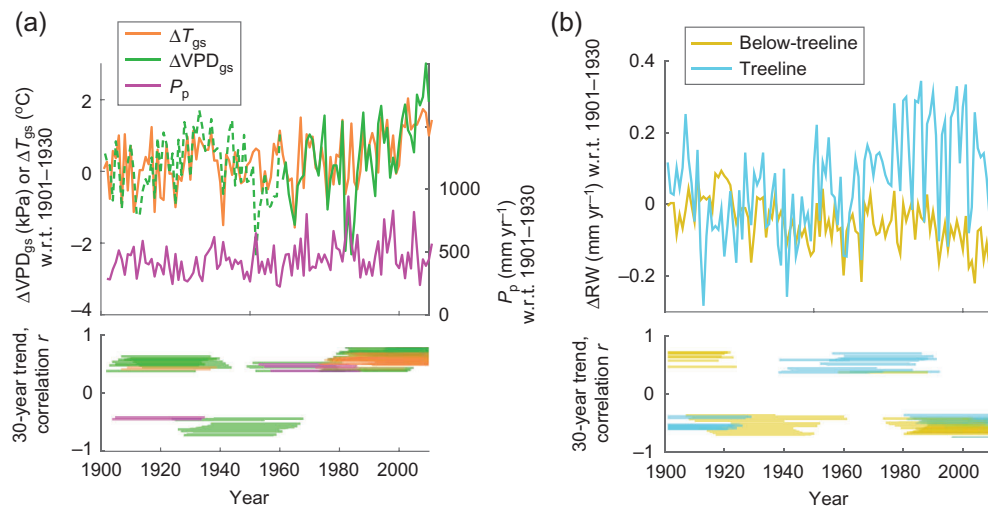 (a)
ΔTgs
ΔVPDgs
Pp
ΔVPDgs (kPa) or ΔTgs (°C)
w.r.t. 1901–1930
2
0
−2
−4
1000
500
0
Pp (mm yr−1)
w.r.t. 1901–1930
30-year trend,
correlation r
1
0
−1
1900 1920 1940 1960 1980 2000
Year
(b)
Below-treeline
Treeline
ΔRW (mm yr−1) w.r.t. 1901–1930
0.4
0.2
0
−0.2
30-year trend,
correlation r
1
0
−1
1900 1920 1940 1960 1980 2000
Year